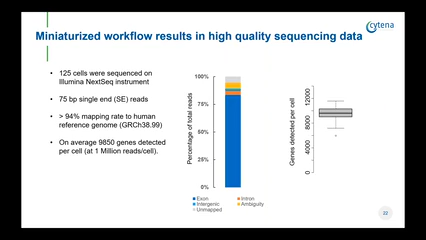 cytena
Miniaturized workflow results in high quality sequencing data
• 125 cells were sequenced on
Illumina NextSeq instrument
• 75 bp single end (SE) reads
• > 94% mapping rate to human
reference genome (GRCh38.99)
• On average 9850 genes detected
per cell (at 1 Million reads/cell).
Percentage of total reads
100%
75%
50%
25%
0%
Exon
Intron
Intergenic
Ambiguity
Unmapped
Genes detected per cell
12000
8000
4000
0
22